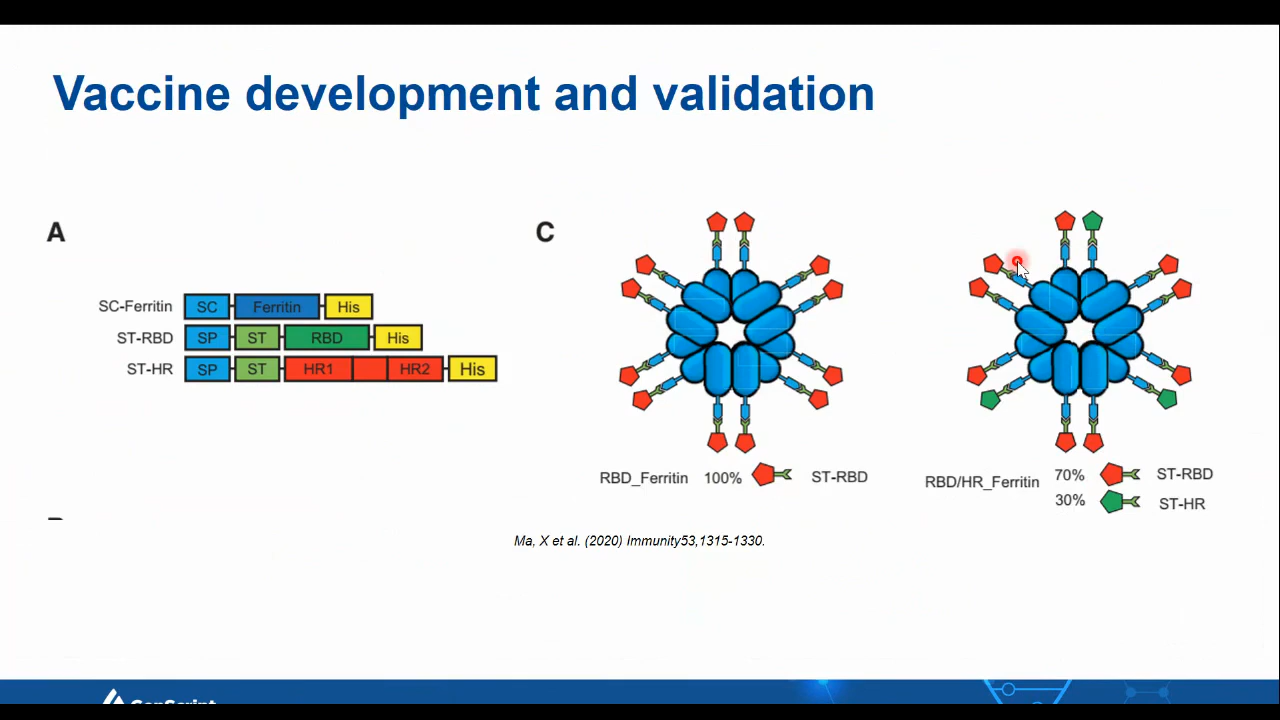 Vaccine development and validation
A
C
SC-Ferritin SC Ferritin His
ST-RBD SP ST RBD His
ST-HR SP ST HR1 HR2 His
RBD_Ferritin 100% ST-RBD
RBD/HR_Ferritin 70% ST-RBD
30% ST-HR
Ma, X et al. (2020) Immunity53,1315-1330.
GenScript